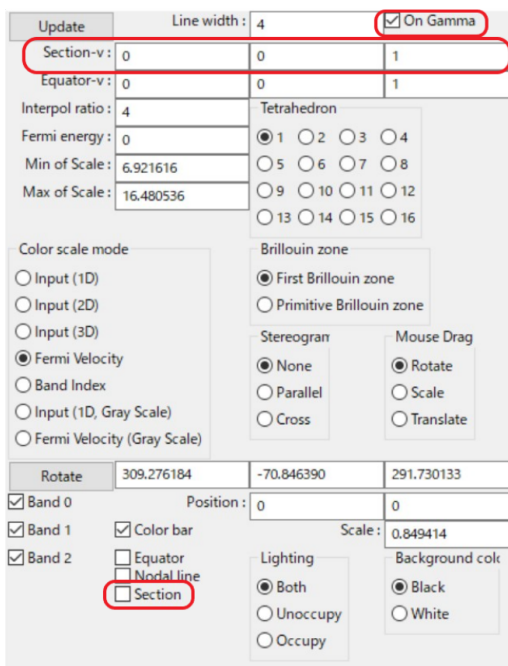 Update Line width : 4 On Gamma
Section-v : 0 0 1
Equator-v : 0 0 1
Interpol ratio : 4
Fermi energy : 0
Min of Scale : 6.921616
Max of Scale : 16.480536
Tetrahedron
1 2 3 4
5 6 7 8
9 10 11 12
13 14 15 16
Color scale mode
Input (1D)
Input (2D)
Input (3D)
Fermi Velocity
Band Index
Input (1D, Gray Scale)
Fermi Velocity (Gray Scale)
Brillouin zone
First Brillouin zone
Primitive Brillouin zone
Stereogram
None
Parallel
Cross
Mouse Drag
Rotate
Scale
Translate
Rotate 309.276184 -70.846390 291.730133
Band 0 Position : 0 0
Band 1 Color bar Scale : 0.849414
Band 2 Equator
Nodal line
Section
Lighting
Both
Unoccupy
Occupy
Background colo
Black
White